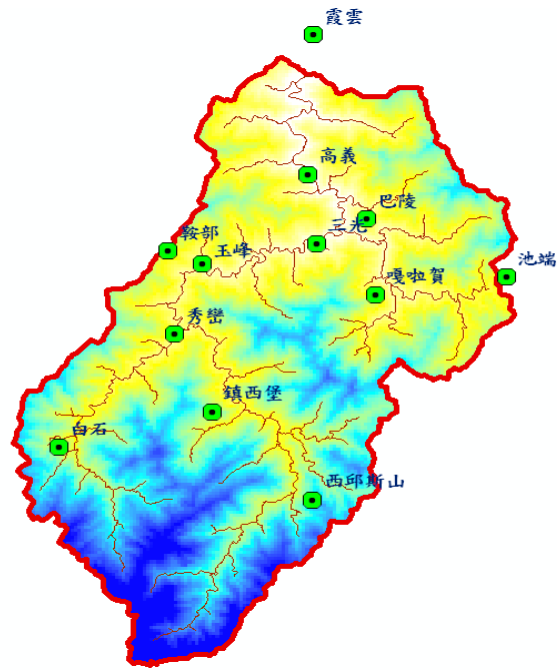 霞雲
高義
巴陵
三光
鞍部
玉峰
池端
嘎啦賀
秀巒
鎮西堡
白石
西邱斯山